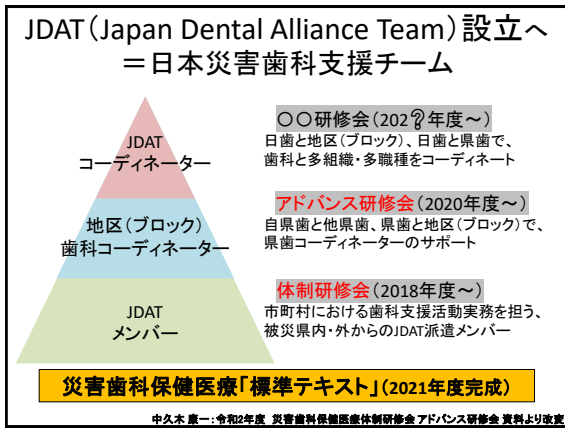 JDAT(Japan Dental Alliance Team)設立へ
＝日本災害歯科支援チーム
JDAT
コーディネーター
〇〇研修会(202?年度～)
日歯と地区(ブロック)、日歯と県歯で、
歯科と多組織・多職種をコーディネート
地区(ブロック)
歯科コーディネーター
アドバンス研修会(2020年度～)
自県歯と他県歯、県歯と地区(ブロック)で、
県歯コーディネーターのサポート
JDAT
メンバー
体制研修会(2018年度～)
市町村における歯科支援活動実務を担う、
被災県内・外からのJDAT派遣メンバー
災害歯科保健医療「標準テキスト」(2021年度完成)
中久木 康一：令和2年度 災害歯科保健医療体制研修会 アドバンス研修会 資料より改変